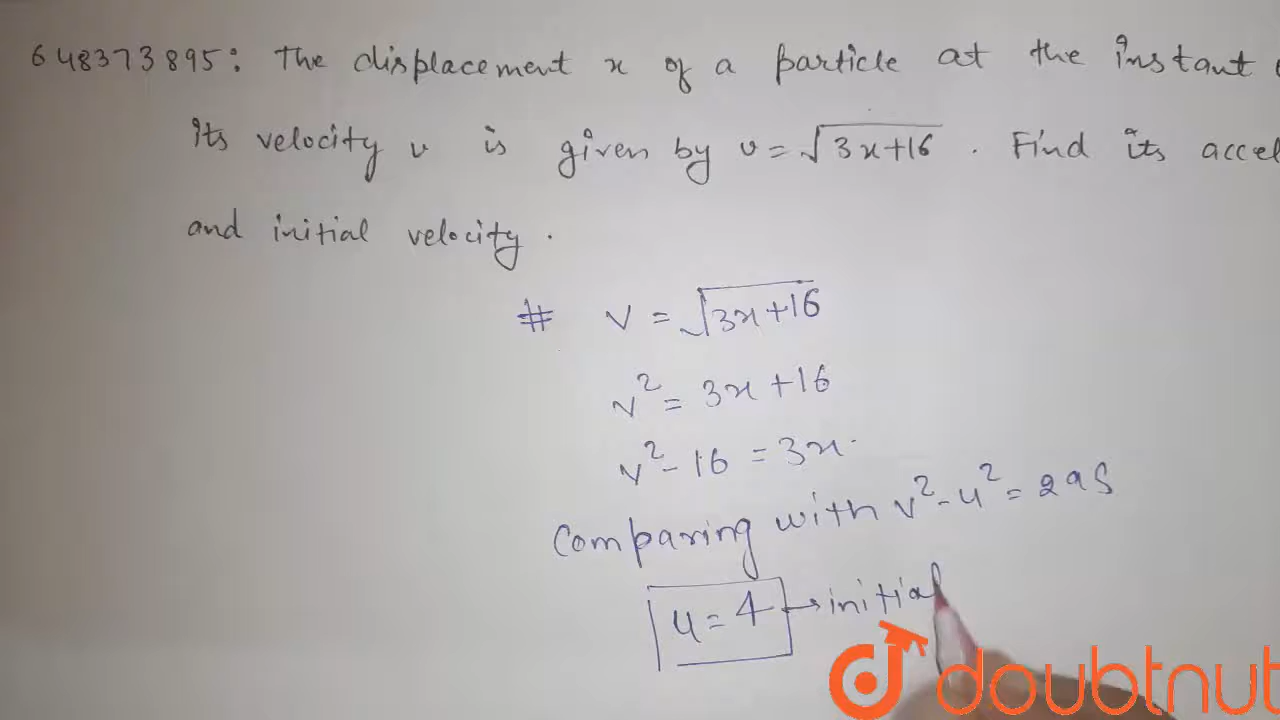 648373895: The displacement x of a particle at the instant
its velocity v is given by v = √3x+16 . Find its accel
and initial velocity .
# v = √3x+16
v² = 3x+16
v² - 16 = 3x.
Comparing with v² - u² = 2as
u = 4 → initial
doubtnut